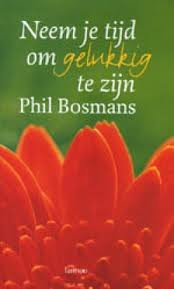 Neem je tijd
om gelukkig
te zijn
Phil Bosmans